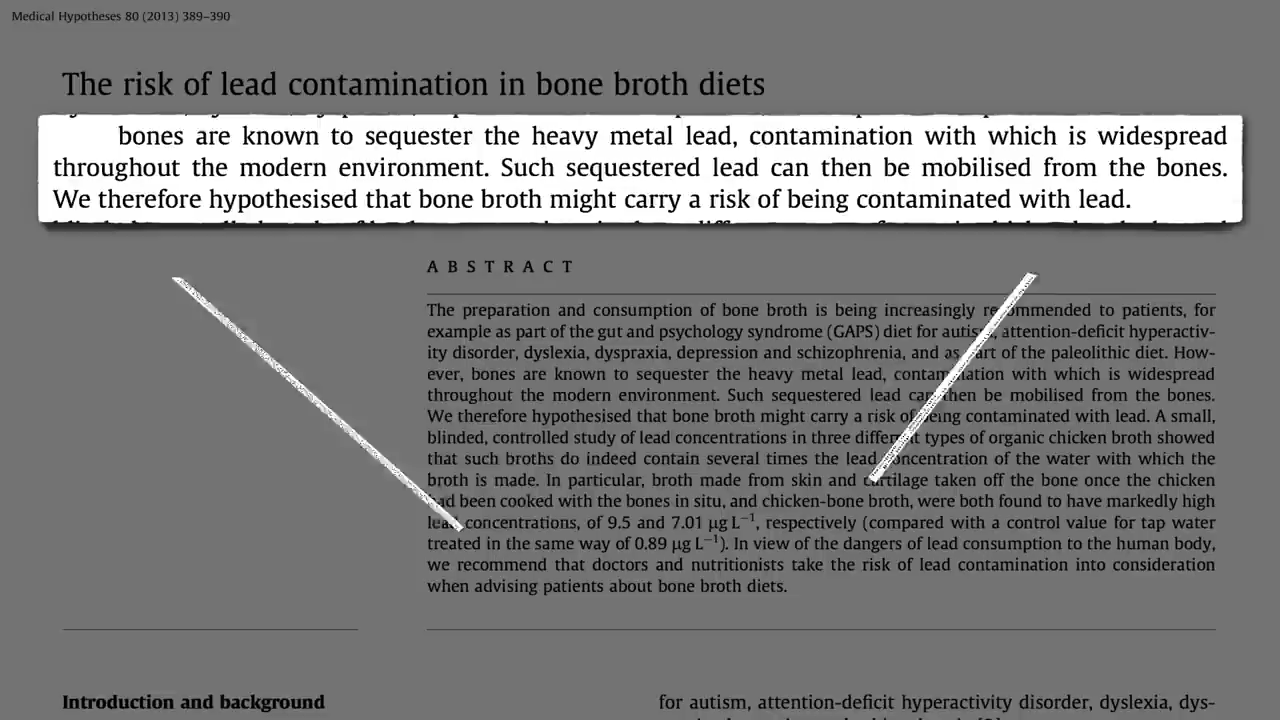 Medical Hypotheses 80 (2013) 389–390
The risk of lead contamination in bone broth diets
bones are known to sequester the heavy metal lead, contamination with which is widespread
throughout the modern environment. Such sequestered lead can then be mobilised from the bones.
We therefore hypothesised that bone broth might carry a risk of being contaminated with lead.
A B S T R A C T
The preparation and consumption of bone broth is being increasingly recommended to patients, for
example as part of the gut and psychology syndrome (GAPS) diet for autism, attention-deficit hyperactiv-
ity disorder, dyslexia, dyspraxia, depression and schizophrenia, and as part of the paleolithic diet. How-
ever, bones are known to sequester the heavy metal lead, contamination with which is widespread
throughout the modern environment. Such sequestered lead can then be mobilised from the bones.
We therefore hypothesised that bone broth might carry a risk of being contaminated with lead. A small,
blinded, controlled study of lead concentrations in three different types of organic chicken broth showed
that such broths do indeed contain several times the lead concentration of the water with which the
broth is made. In particular, broth made from skin and cartilage taken off the bone once the chicken
had been cooked with the bones in situ, and chicken-bone broth, were both found to have markedly high
lead concentrations, of 9.5 and 7.01 μg L⁻¹, respectively (compared with a control value for tap water
treated in the same way of 0.89 μg L⁻¹). In view of the dangers of lead consumption to the human body,
we recommend that doctors and nutritionists take the risk of lead contamination into consideration
when advising patients about bone broth diets.
Introduction and background
for autism, attention-deficit hyperactivity disorder, dyslexia, dys-